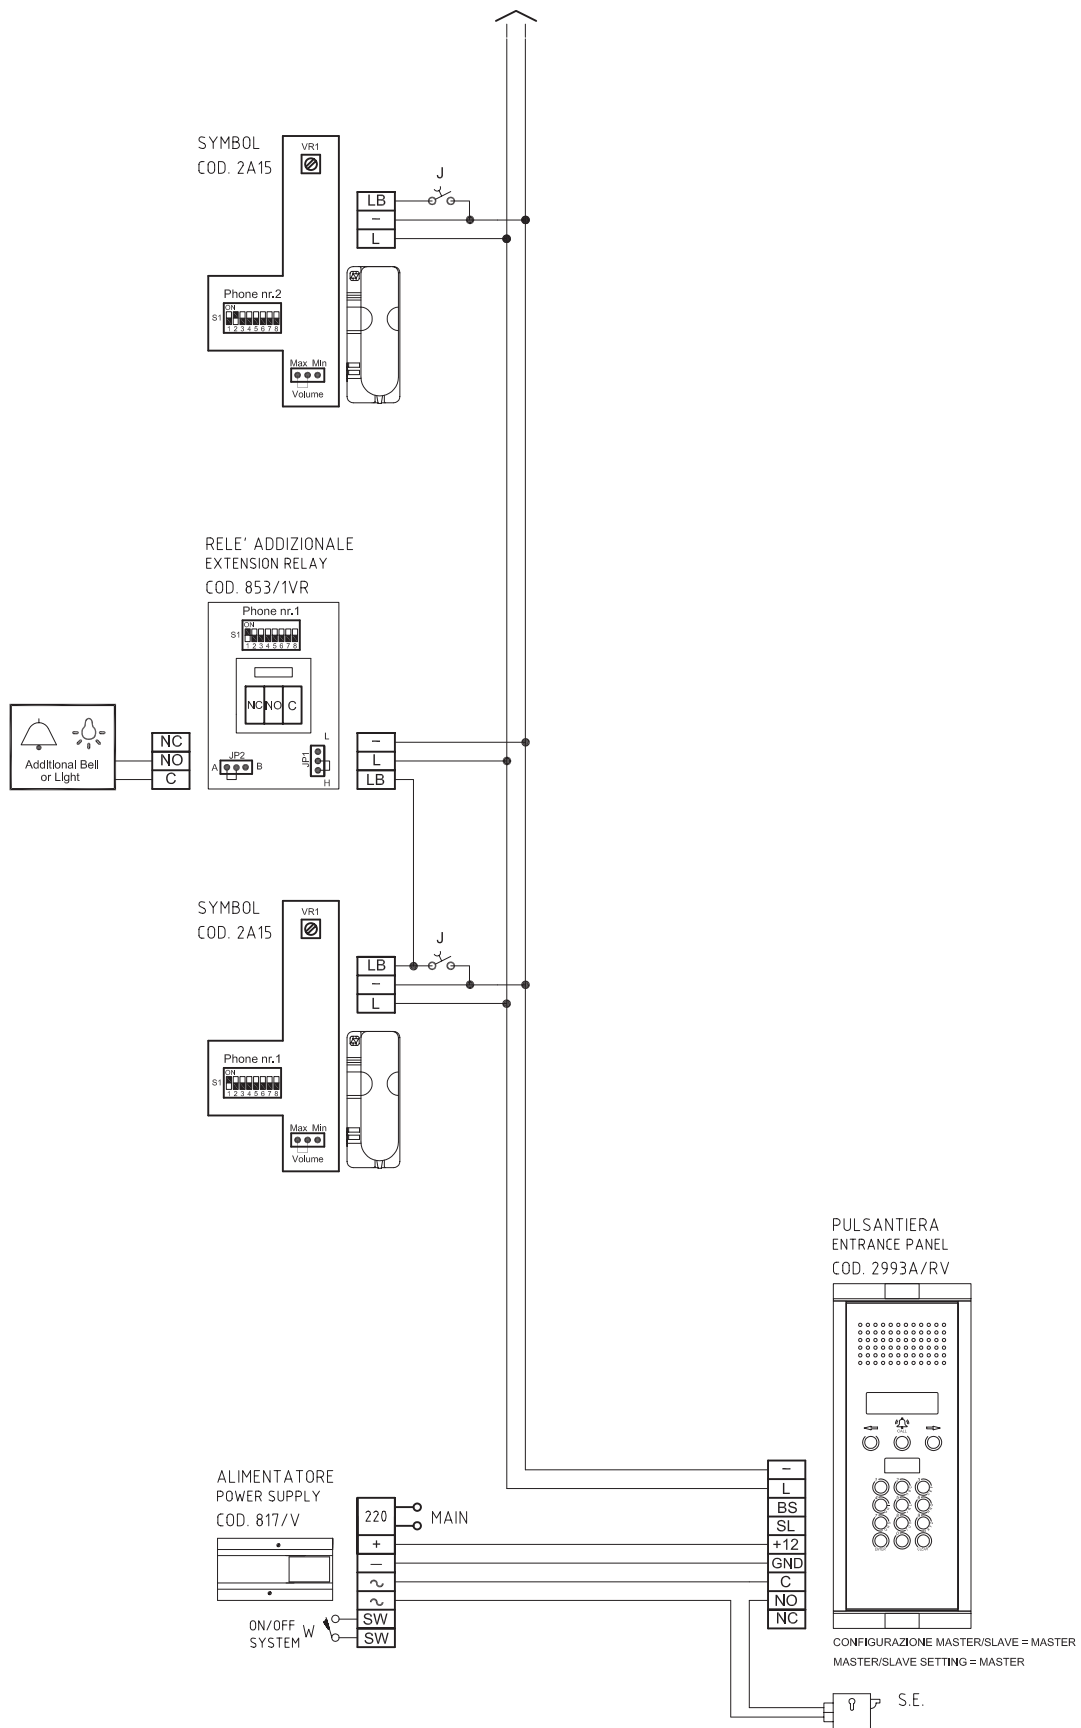 SYMBOL
COD. 2A15
VR1
J
LB
–
L
Phone nr.2
ON
S1
1 2 3 4 5 6 7 8
Max Min
Volume
RELE' ADDIZIONALE
EXTENSION RELAY
COD. 853/1VR
Phone nr.1
ON
S1
1 2 3 4 5 6 7 8
NC NO C
L
JP1
H
JP2
A B
Additional Bell
or Light
NC
NO
C
–
L
LB
SYMBOL
COD. 2A15
VR1
J
LB
–
L
Phone nr.1
ON
S1
1 2 3 4 5 6 7 8
Max Min
Volume
PULSANTIERA
ENTRANCE PANEL
COD. 2993A/RV
CALL
ENTER
CLEAR
–
L
BS
SL
+12
GND
C
NO
NC
ALIMENTATORE
POWER SUPPLY
COD. 817/V
220
MAIN
+
–
~
~
SW
SW
ON/OFF
SYSTEM W
CONFIGURAZIONE MASTER/SLAVE = MASTER
MASTER/SLAVE SETTING = MASTER
S.E.